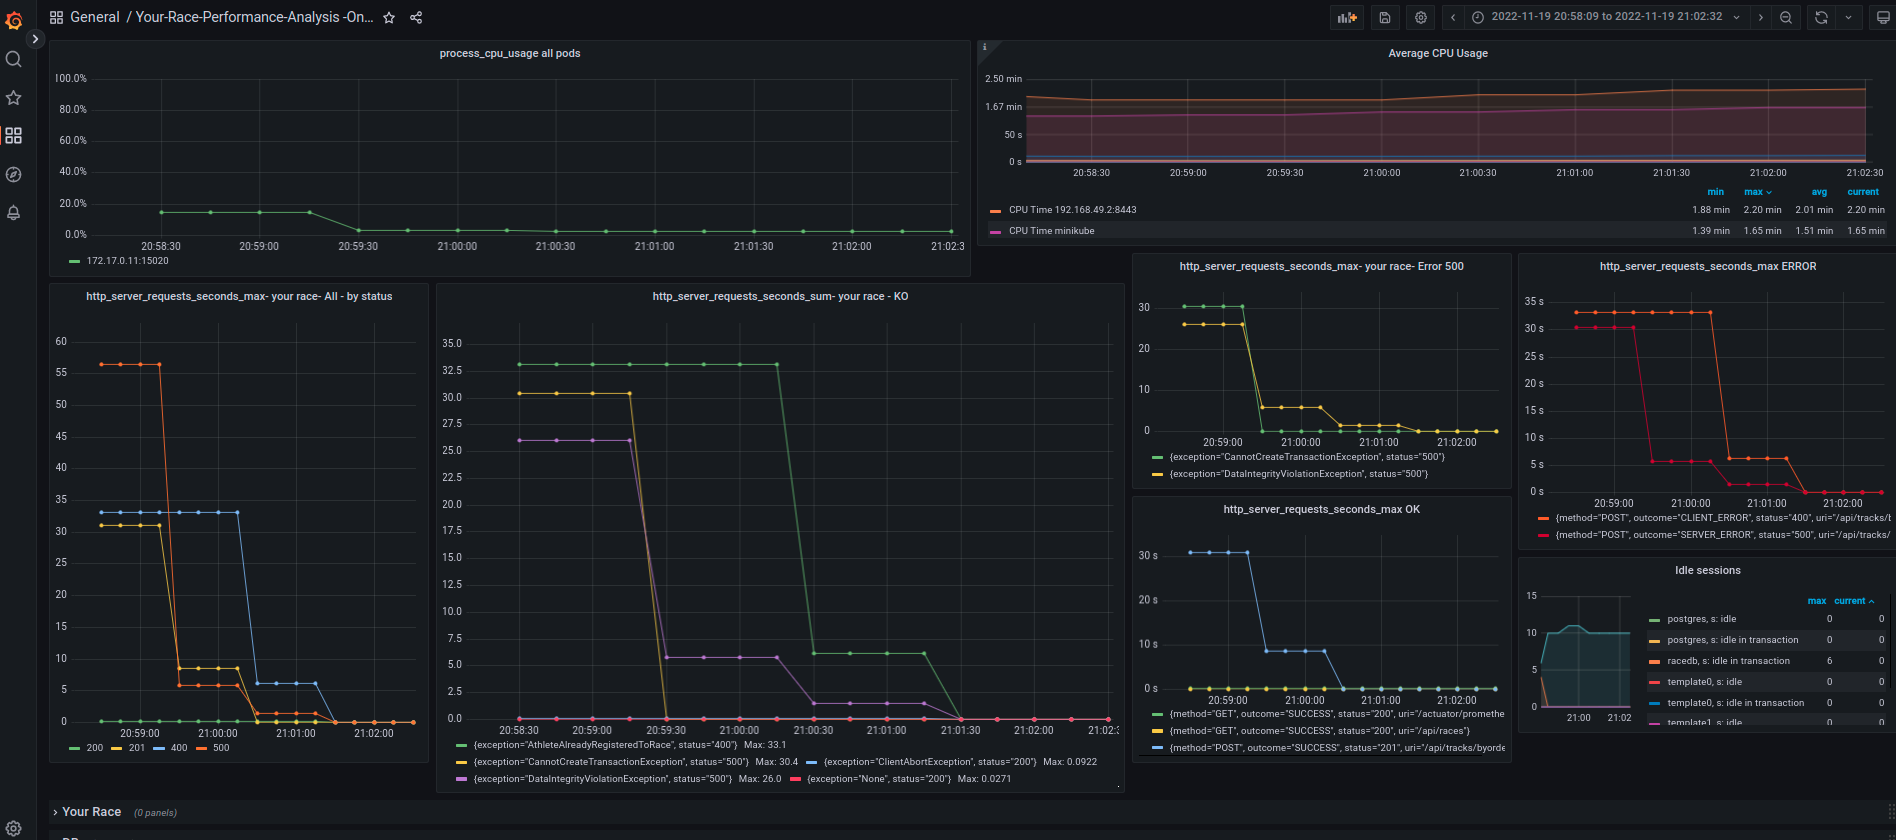 General / Your-Race-Performance-Analysis -On...
2022-11-19 20:58:09 to 2022-11-19 21:02:32
process_cpu_usage all pods
100.0%
80.0%
60.0%
40.0%
20.0%
0.0%
20:58:30 20:59:00 20:59:30 21:00:00 21:00:30 21:01:00 21:01:30 21:02:00 21:02:3
172.17.0.11:15020
i
Average CPU Usage
2.50 min
1.67 min
50 s
0 s
20:58:30 20:59:00 20:59:30 21:00:00 21:00:30 21:01:00 21:01:30 21:02:00 21:02:30
min max avg current
CPU Time 192.168.49.2:8443 1.88 min 2.20 min 2.01 min 2.20 min
CPU Time minikube 1.39 min 1.65 min 1.51 min 1.65 min
http_server_requests_seconds_max- your race- All - by status
60
55
50
45
40
35
30
25
20
15
10
5
0
20:59:00 21:00:00 21:01:00 21:02:00
200 201 400 500
http_server_requests_seconds_sum- your race - KO
35.0
32.5
30.0
27.5
25.0
22.5
20.0
17.5
15.0
12.5
10.0
7.5
5.0
2.5
0.0
20:58:30 20:59:00 20:59:30 21:00:00 21:00:30 21:01:00 21:01:30 21:02:00 21:02:3
{exception="AthleteAlreadyRegisteredToRace", status="400"} Max: 33.1
{exception="CannotCreateTransactionException", status="500"} Max: 30.4 {exception="ClientAbortException", status="200"} Max: 0.0922
{exception="DataIntegrityViolationException", status="500"} Max: 26.0 {exception="None", status="200"} Max: 0.0271
http_server_requests_seconds_max- your race- Error 500
30
20
10
0
20:59:00 21:00:00 21:01:00 21:02:00
{exception="CannotCreateTransactionException", status="500"}
{exception="DataIntegrityViolationException", status="500"}
http_server_requests_seconds_max OK
30 s
20 s
10 s
0 s
20:59:00 21:00:00 21:01:00 21:02:00
{method="GET", outcome="SUCCESS", status="200", uri="/actuator/promethe
{method="GET", outcome="SUCCESS", status="200", uri="/api/races"}
{method="POST", outcome="SUCCESS", status="201", uri="/api/tracks/byorde
http_server_requests_seconds_max ERROR
35 s
30 s
25 s
20 s
15 s
10 s
5 s
0 s
20:59:00 21:00:00 21:01:00 21:02:00
{method="POST", outcome="CLIENT_ERROR", status="400", uri="/api/tracks/b
{method="POST", outcome="SERVER_ERROR", status="500", uri="/api/tracks/
Idle sessions
15
10
5
0
21:00 21:02
max current
postgres, s: idle 0 0
postgres, s: idle in transaction 0 0
racedb, s: idle in transaction 6 0
template0, s: idle 0 0
template0, s: idle in transaction 0 0
template1, s: idle 0 0
Your Race (0 panels)